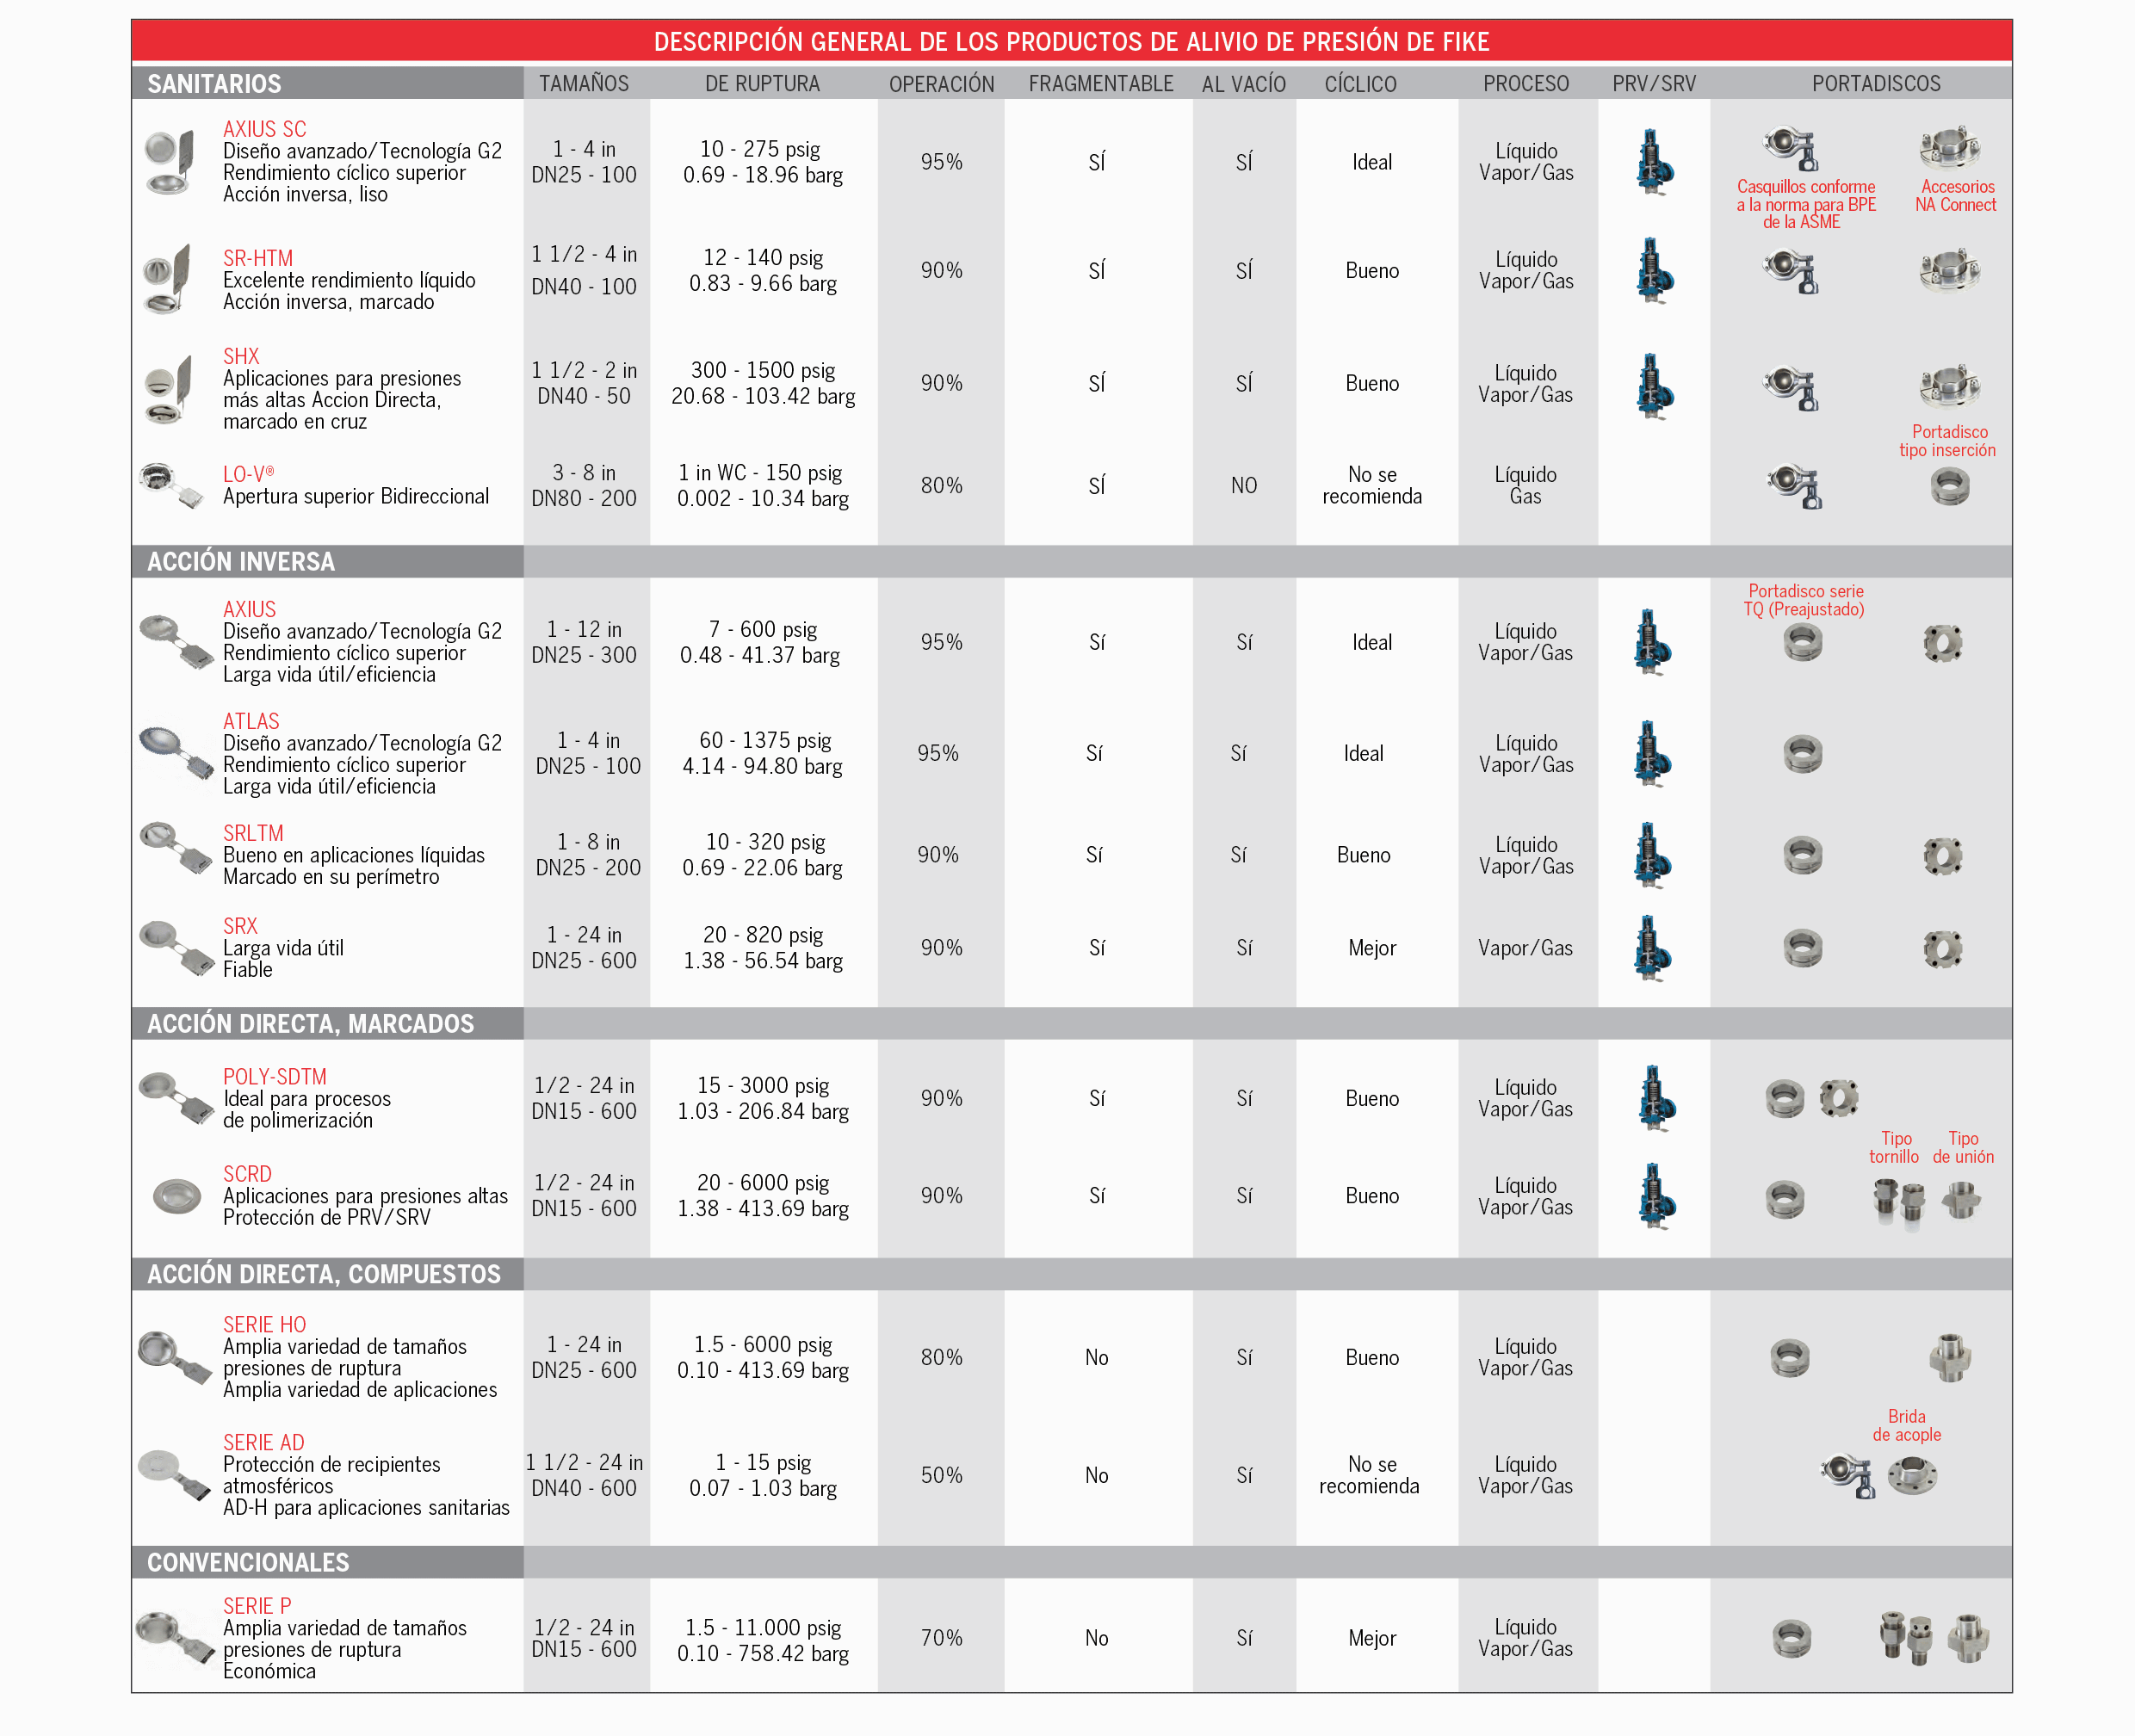 DESCRIPCIÓN GENERAL DE LOS PRODUCTOS DE ALIVIO DE PRESIÓN DE FIKE
SANITARIOS TAMAÑOS DE RUPTURA OPERACIÓN FRAGMENTABLE AL VACÍO CÍCLICO PROCESO PRV/SRV PORTADISCOS
AXIUS SC
Diseño avanzado/Tecnología G2
Rendimiento cíclico superior
Acción inversa, liso
1 - 4 in
DN25 - 100
10 - 275 psig
0.69 - 18.96 barg
95%
SÍ
SÍ
Ideal
Líquido
Vapor/Gas
Casquillos conforme
a la norma para BPE
de la ASME
Accesorios
NA Connect
SR-HTM
Excelente rendimiento líquido
Acción inversa, marcado
1 1/2 - 4 in
DN40 - 100
12 - 140 psig
0.83 - 9.66 barg
90%
SÍ
SÍ
Bueno
Líquido
Vapor/Gas
SHX
Aplicaciones para presiones
más altas Accion Directa,
marcado en cruz
1 1/2 - 2 in
DN40 - 50
300 - 1500 psig
20.68 - 103.42 barg
90%
SÍ
SÍ
Bueno
Líquido
Vapor/Gas
LO-V®
Apertura superior Bidireccional
3 - 8 in
DN80 - 200
1 in WC - 150 psig
0.002 - 10.34 barg
80%
SÍ
NO
No se
recomienda
Líquido
Gas
Portadisco
tipo inserción
ACCIÓN INVERSA
AXIUS
Diseño avanzado/Tecnología G2
Rendimiento cíclico superior
Larga vida útil/eficiencia
1 - 12 in
DN25 - 300
7 - 600 psig
0.48 - 41.37 barg
95%
Sí
Sí
Ideal
Líquido
Vapor/Gas
Portadisco serie
TQ (Preajustado)
ATLAS
Diseño avanzado/Tecnología G2
Rendimiento cíclico superior
Larga vida útil/eficiencia
1 - 4 in
DN25 - 100
60 - 1375 psig
4.14 - 94.80 barg
95%
Sí
Sí
Ideal
Líquido
Vapor/Gas
SRLTM
Bueno en aplicaciones líquidas
Marcado en su perímetro
1 - 8 in
DN25 - 200
10 - 320 psig
0.69 - 22.06 barg
90%
Sí
Sí
Bueno
Líquido
Vapor/Gas
SRX
Larga vida útil
Fiable
1 - 24 in
DN25 - 600
20 - 820 psig
1.38 - 56.54 barg
90%
Sí
Sí
Mejor
Vapor/Gas
ACCIÓN DIRECTA, MARCADOS
POLY-SDTM
Ideal para procesos
de polimerización
1/2 - 24 in
DN15 - 600
15 - 3000 psig
1.03 - 206.84 barg
90%
Sí
Sí
Bueno
Líquido
Vapor/Gas
SCRD
Aplicaciones para presiones altas
Protección de PRV/SRV
1/2 - 24 in
DN15 - 600
20 - 6000 psig
1.38 - 413.69 barg
90%
Sí
Sí
Bueno
Líquido
Vapor/Gas
Tipo
tornillo
Tipo
de unión
ACCIÓN DIRECTA, COMPUESTOS
SERIE HO
Amplia variedad de tamaños
presiones de ruptura
Amplia variedad de aplicaciones
1 - 24 in
DN25 - 600
1.5 - 6000 psig
0.10 - 413.69 barg
80%
No
Sí
Bueno
Líquido
Vapor/Gas
SERIE AD
Protección de recipientes
atmosféricos
AD-H para aplicaciones sanitarias
1 1/2 - 24 in
DN40 - 600
1 - 15 psig
0.07 - 1.03 barg
50%
No
Sí
No se
recomienda
Líquido
Vapor/Gas
Brida
de acople
CONVENCIONALES
SERIE P
Amplia variedad de tamaños
presiones de ruptura
Económica
1/2 - 24 in
DN15 - 600
1.5 - 11.000 psig
0.10 - 758.42 barg
70%
No
Sí
Mejor
Líquido
Vapor/Gas